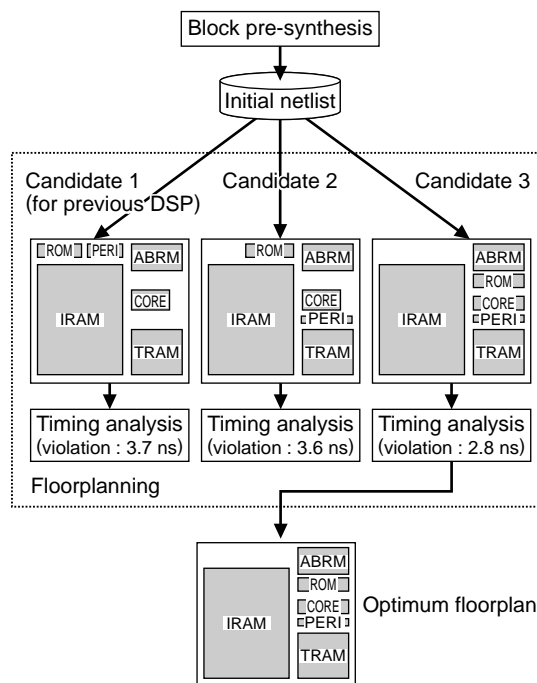 Block pre-synthesis
Initial netlist
Candidate 1
(for previous DSP)
Candidate 2
Candidate 3
ROM PERI ABRM
CORE
IRAM
TRAM
ROM ABRM
CORE
PERI
IRAM
TRAM
ABRM
ROM
CORE
PERI
IRAM
TRAM
Timing analysis
(violation : 3.7 ns)
Timing analysis
(violation : 3.6 ns)
Timing analysis
(violation : 2.8 ns)
Floorplanning
ABRM
ROM
CORE
PERI
IRAM
TRAM
Optimum floorplan